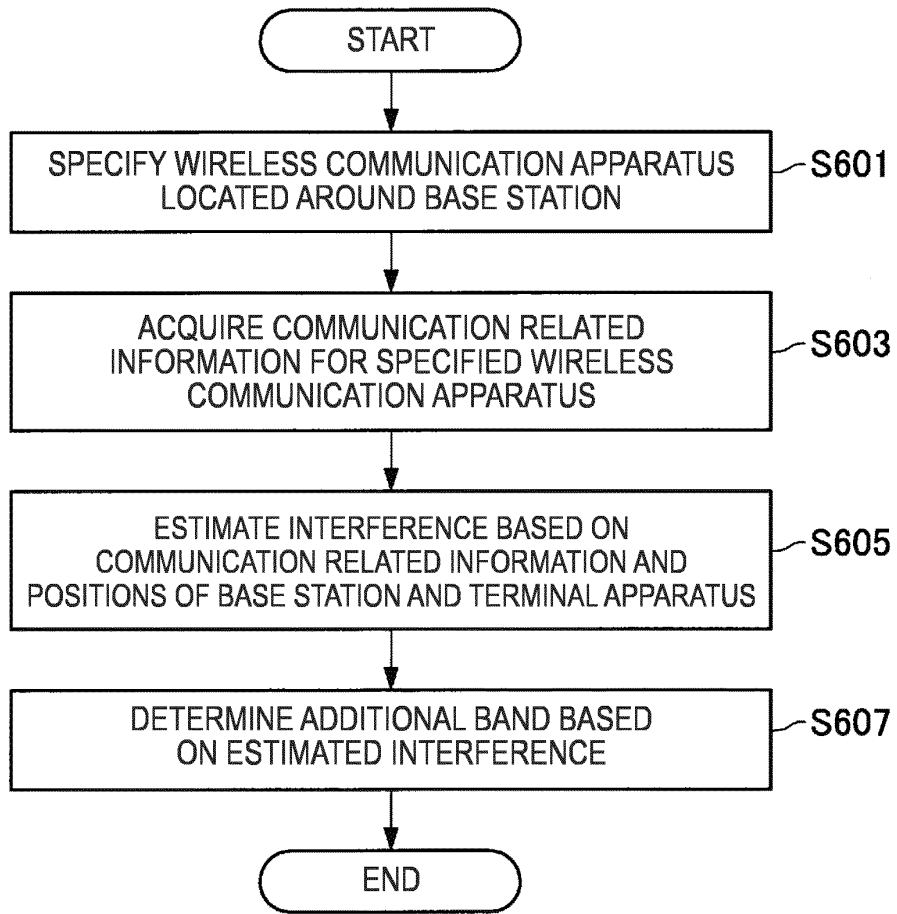 START
SPECIFY WIRELESS COMMUNICATION APPARATUS
LOCATED AROUND BASE STATION
S601
ACQUIRE COMMUNICATION RELATED
INFORMATION FOR SPECIFIED WIRELESS
COMMUNICATION APPARATUS
S603
ESTIMATE INTERFERENCE BASED ON
COMMUNICATION RELATED INFORMATION AND
POSITIONS OF BASE STATION AND TERMINAL APPARATUS
S605
DETERMINE ADDITIONAL BAND BASED
ON ESTIMATED INTERFERENCE
S607
END